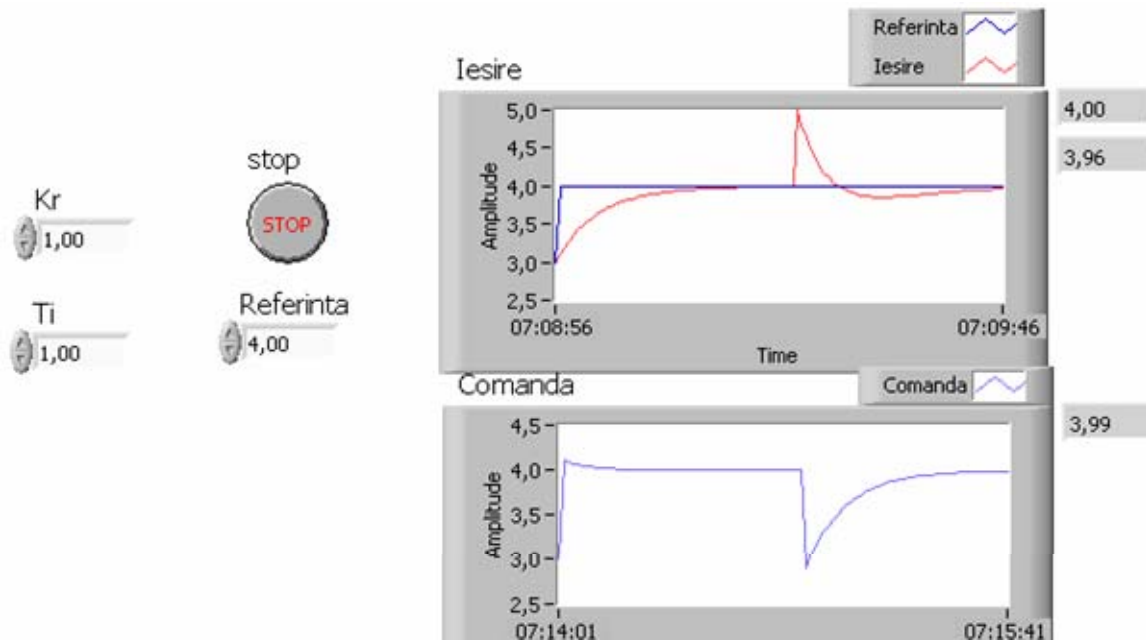 Kr
1,00
Ti
1,00
stop
STOP
Referinta
4,00
Iesire
Referinta
Iesire
5,0
4,5
4,0
3,5
3,0
2,5
Amplitude
07:08:56
07:09:46
Time
4,00
3,96
Comanda
Comanda
4,5
4,0
3,5
3,0
2,5
Amplitude
07:14:01
07:15:41
3,99